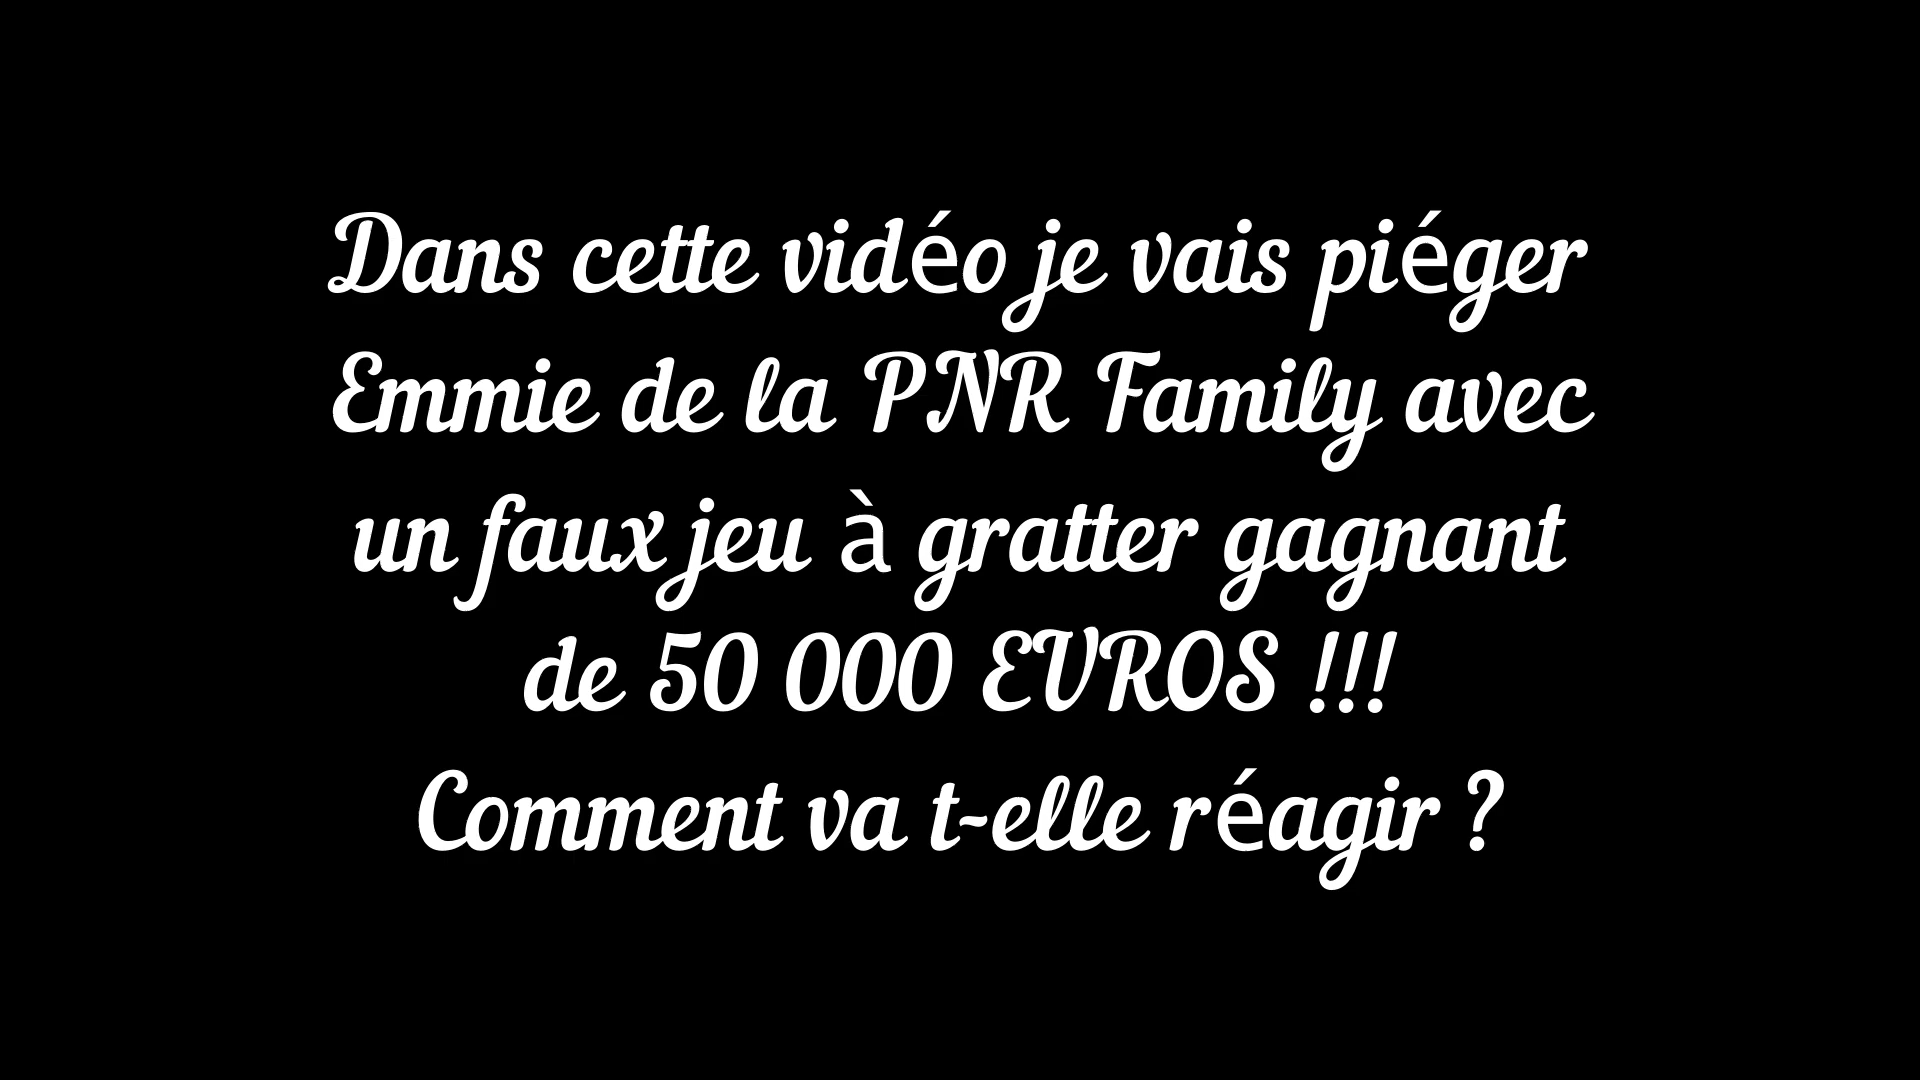 Dans cette vidéo je vais piéger
Emmie de la PNR Family avec
un faux jeu à gratter gagnant
de 50 000 EUROS !!!
Comment va t-elle réagir ?